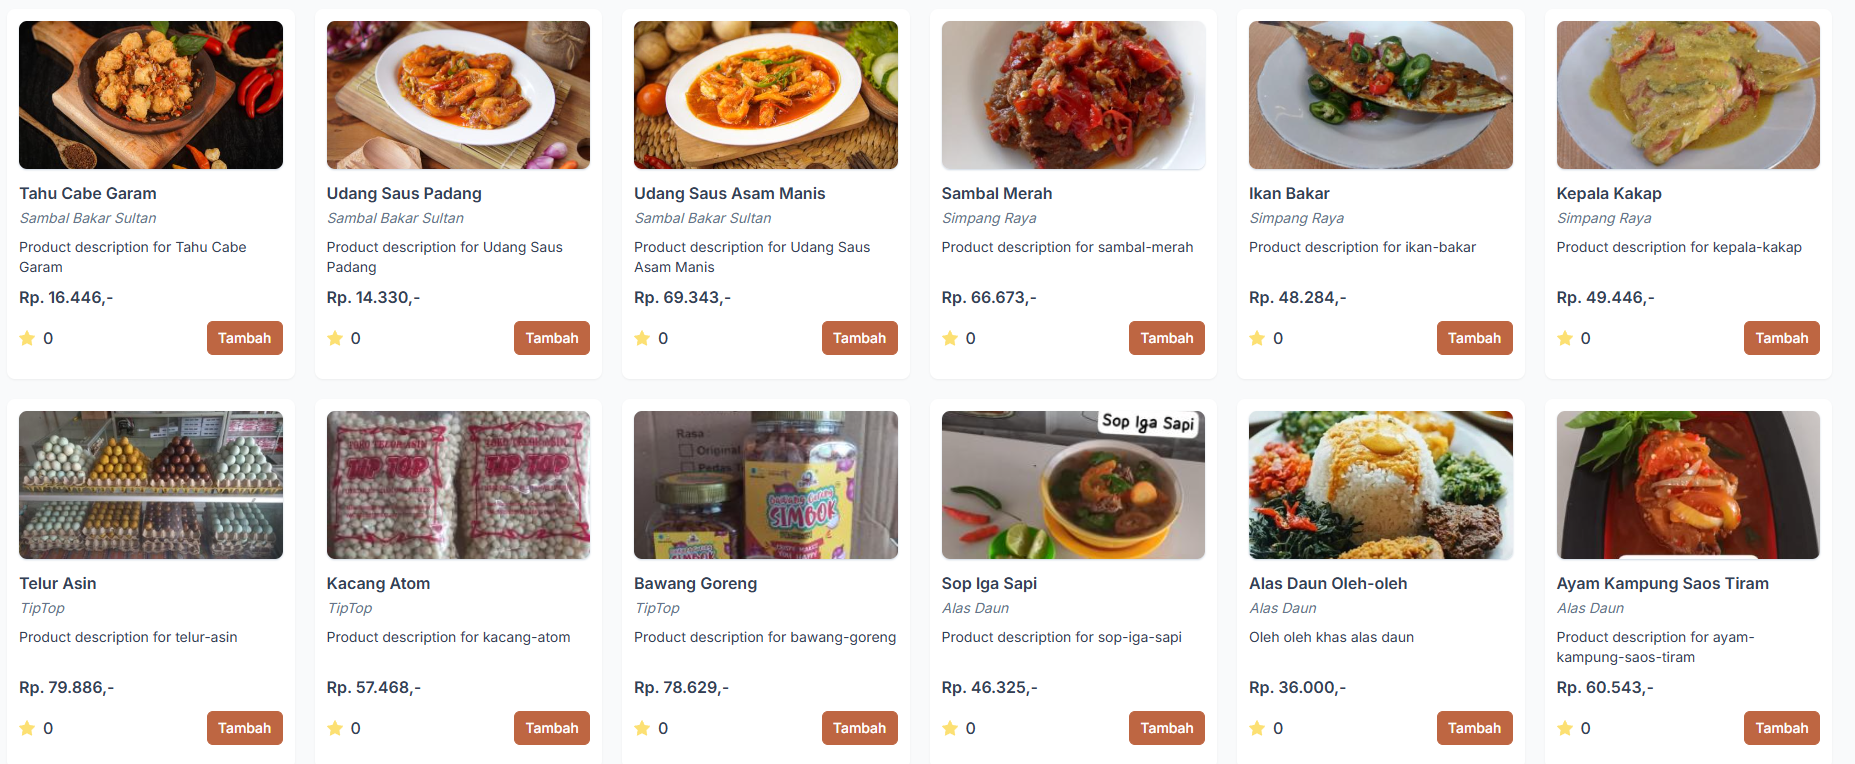 Tahu Cabe Garam
Sambal Bakar Sultan
Product description for Tahu Cabe
Garam
Rp. 16.446,-
0
Tambah
Udang Saus Padang
Sambal Bakar Sultan
Product description for Udang Saus
Padang
Rp. 14.330,-
0
Tambah
Udang Saus Asam Manis
Sambal Bakar Sultan
Product description for Udang Saus
Asam Manis
Rp. 69.343,-
0
Tambah
Sambal Merah
Simpang Raya
Product description for sambal-merah
Rp. 66.673,-
0
Tambah
Ikan Bakar
Simpang Raya
Product description for ikan-bakar
Rp. 48.284,-
0
Tambah
Kepala Kakap
Simpang Raya
Product description for kepala-kakap
Rp. 49.446,-
0
Tambah
Telur Asin
TipTop
Product description for telur-asin
Rp. 79.886,-
0
Tambah
TOKO TELOR ASIN
TIP TOP
TOKO TELOR ASIN
TIP TOP
Kacang Atom
TipTop
Product description for kacang-atom
Rp. 57.468,-
0
Tambah
Rasa
Original
Pedas
Bawang Goreng
SIMBOK
Bawang Goreng
TipTop
Product description for bawang-goreng
Rp. 78.629,-
0
Tambah
Sop Iga Sapi
Sop Iga Sapi
Alas Daun
Product description for sop-iga-sapi
Rp. 46.325,-
0
Tambah
Alas Daun Oleh-oleh
Alas Daun
Oleh oleh khas alas daun
Rp. 36.000,-
0
Tambah
Ayam Kampung Saos Tiram
Alas Daun
Product description for ayam-
kampung-saos-tiram
Rp. 60.543,-
0
Tambah